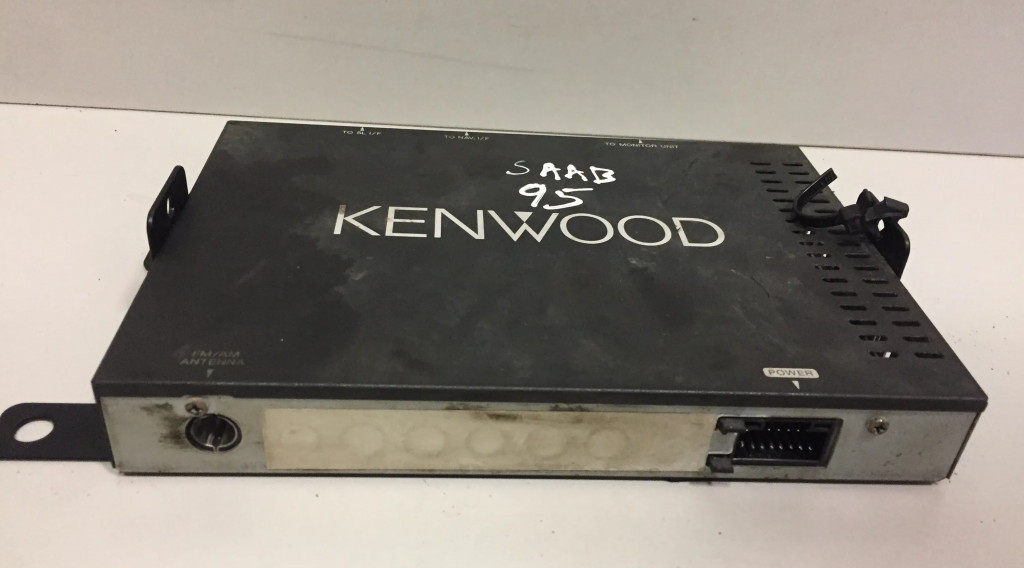 TO AL I/F
TO NAV. I/F
TO MONITOR UNIT
SAAB
95
KENWOOD
FM/AM
ANTENNA
POWER